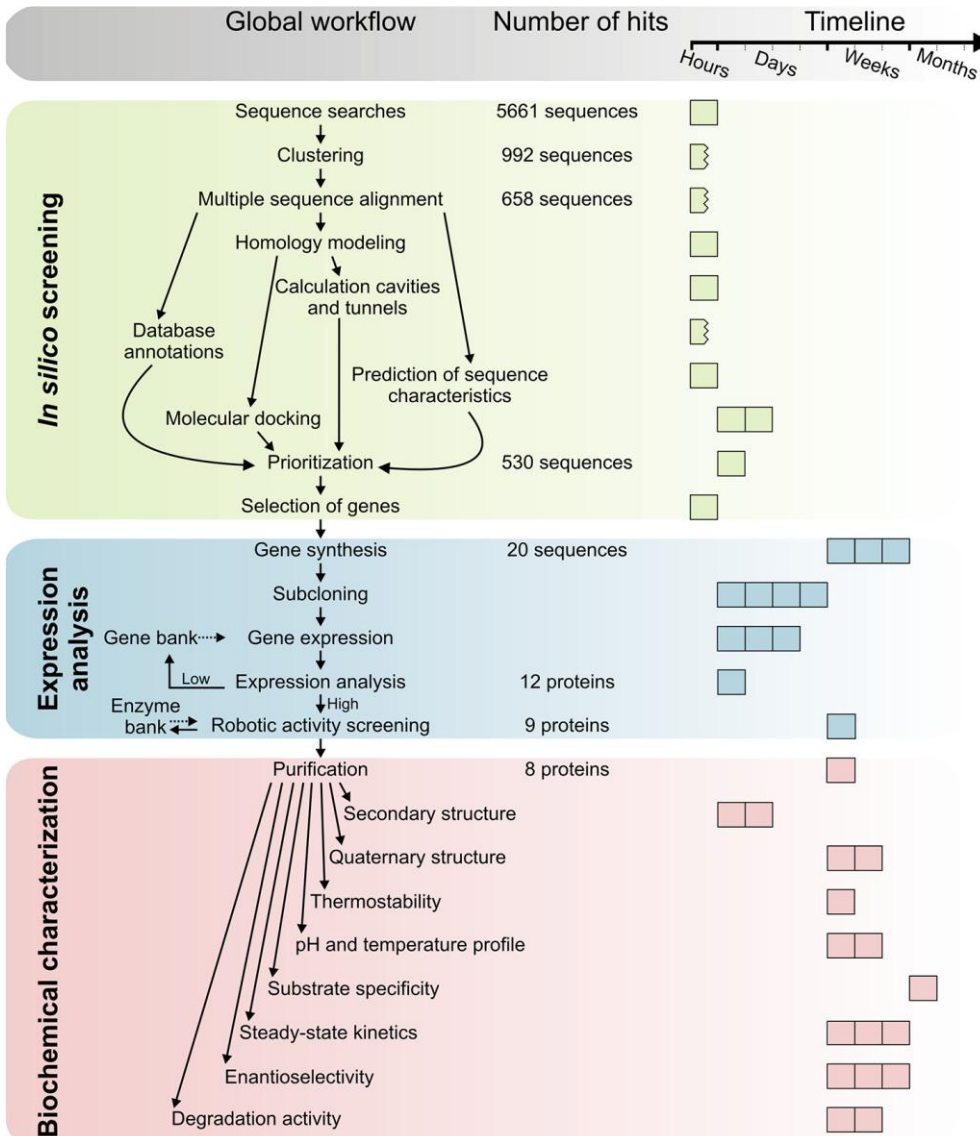 Global workflow
Number of hits
Timeline
Hours
Days
Weeks
Months
In silico screening
Sequence searches
5661 sequences
Clustering
992 sequences
Multiple sequence alignment
658 sequences
Homology modeling
Calculation cavities
and tunnels
Database
annotations
Prediction of sequence
characteristics
Molecular docking
Prioritization
530 sequences
Selection of genes
Expression
analysis
Gene synthesis
20 sequences
Subcloning
Gene bank
Gene expression
Low
Expression analysis
12 proteins
High
Enzyme
bank
Robotic activity screening
9 proteins
Biochemical characterization
Purification
8 proteins
Secondary structure
Quaternary structure
Thermostability
pH and temperature profile
Substrate specificity
Steady-state kinetics
Enantioselectivity
Degradation activity